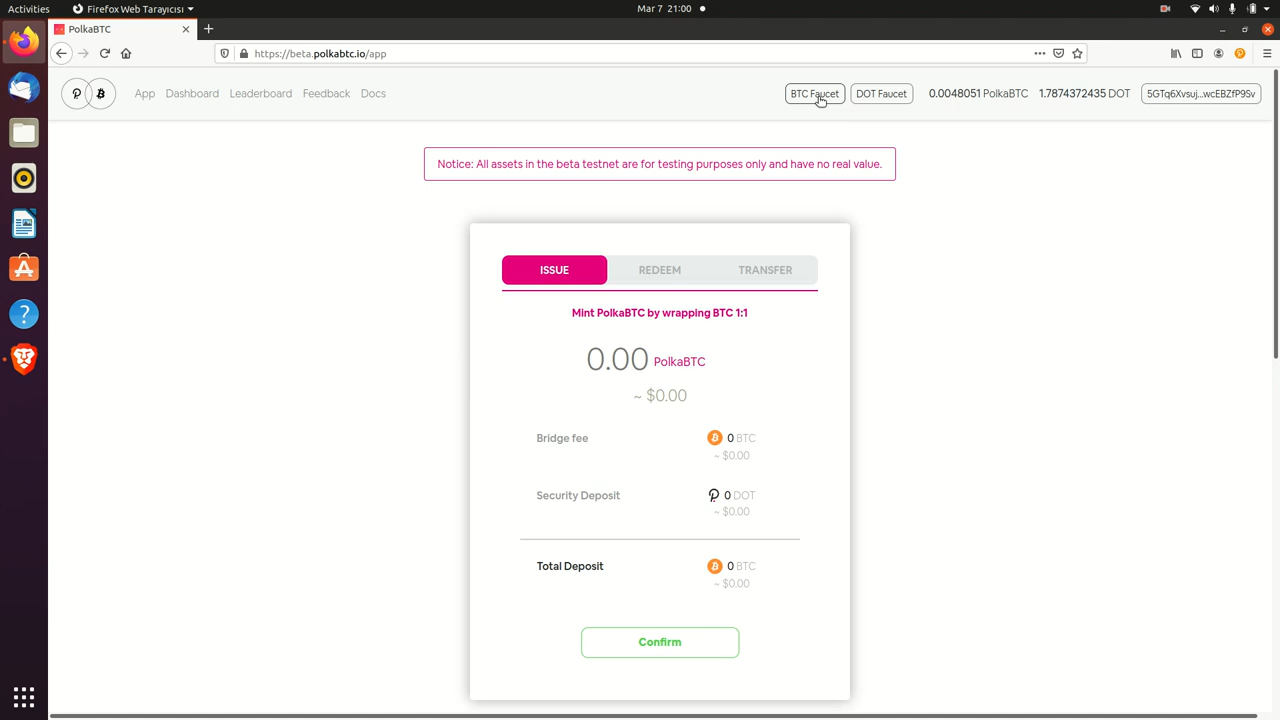 Activities
Firefox Web Tarayıcısı
Mar 7 21:00
PolkaBTC
https://beta.polkabtc.io/app
App Dashboard Leaderboard Feedback Docs
BTC Faucet DOT Faucet 0.0048051 PolkaBTC 1.7874372435 DOT 5GTq6Xvsuj...wcEBZfP9Sv
Notice: All assets in the beta testnet are for testing purposes only and have no real value.
ISSUE REDEEM TRANSFER
Mint PolkaBTC by wrapping BTC 1:1
0.00 PolkaBTC
~ $0.00
Bridge fee 0 BTC
~ $0.00
Security Deposit 0 DOT
~ $0.00
Total Deposit 0 BTC
~ $0.00
Confirm